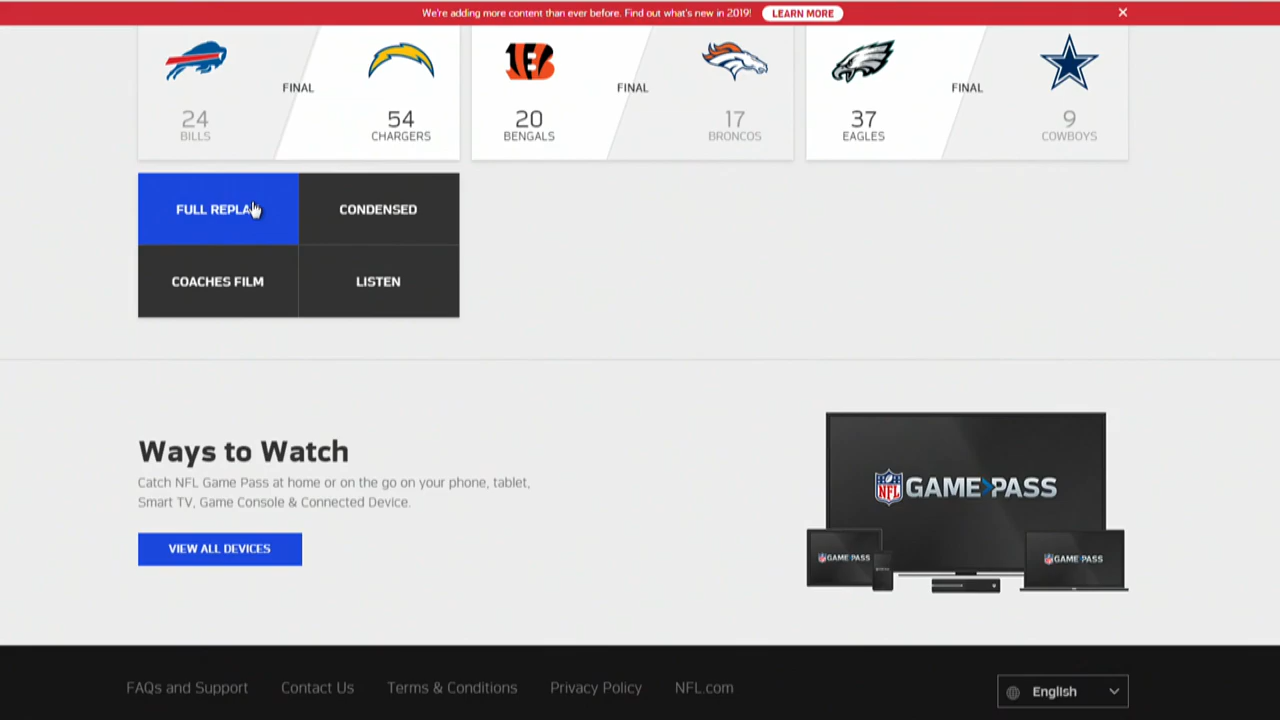 We're adding more content than ever before. Find out what's new in 2019! LEARN MORE
FINAL FINAL FINAL
24 54 20 17 37 9
BILLS CHARGERS BENGALS BRONCOS EAGLES COWBOYS
FULL REPLA CONDENSED
COACHES FILM LISTEN
Ways to Watch
Catch NFL Game Pass at home or on the go on your phone, tablet,
Smart TV, Game Console & Connected Device.
VIEW ALL DEVICES
NFL GAME PASS
GAME PASS
GAME PASS
FAQs and Support Contact Us Terms & Conditions Privacy Policy NFL.com
English